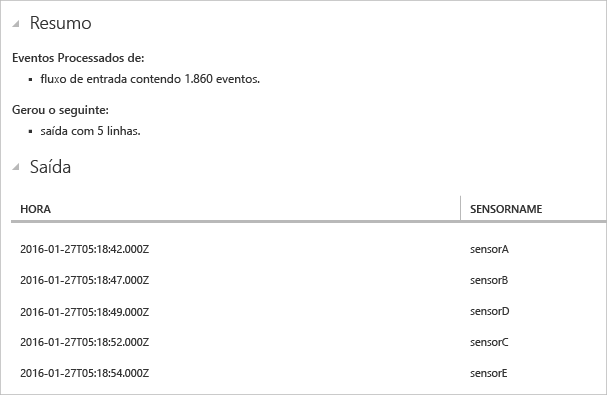 Resumo
Eventos Processados de:
fluxo de entrada contendo 1.860 eventos.
Gerou o seguinte:
saída com 5 linhas.
Saída
HORA SENSORNAME
2016-01-27T05:18:42.000Z sensorA
2016-01-27T05:18:47.000Z sensorB
2016-01-27T05:18:49.000Z sensorD
2016-01-27T05:18:52.000Z sensorC
2016-01-27T05:18:54.000Z sensorE